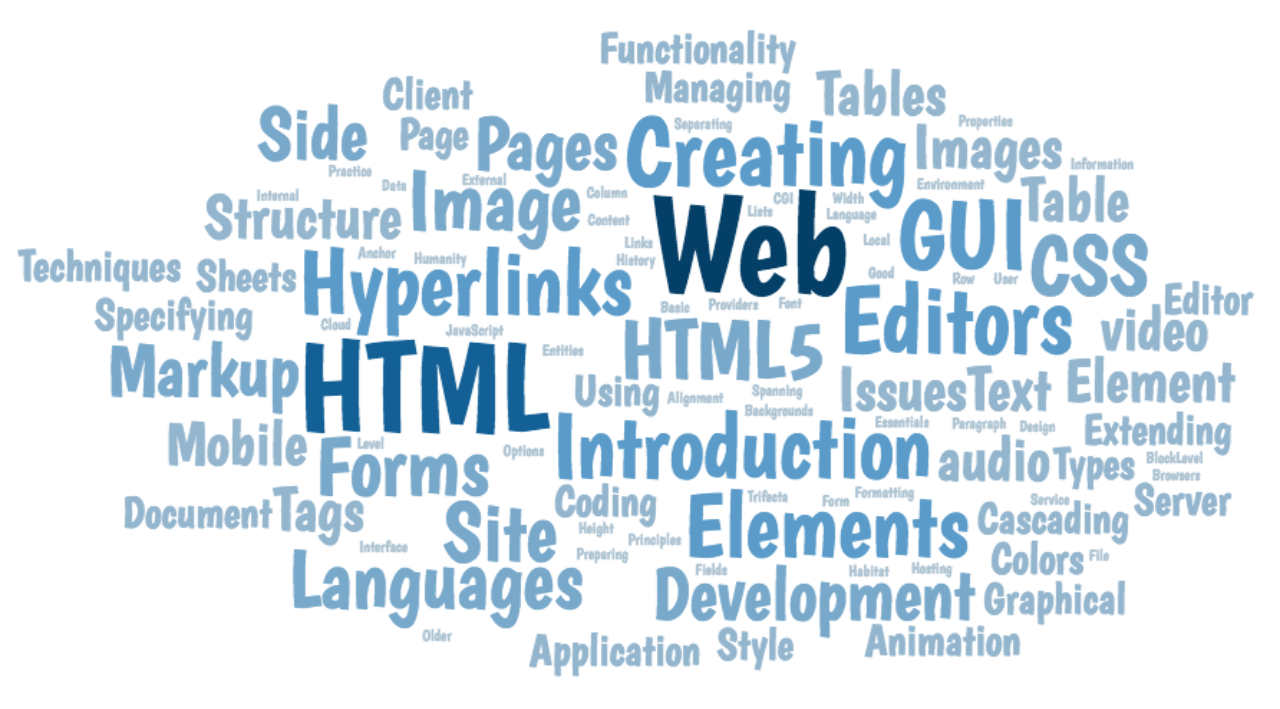 Functionality
Client Managing Tables
Side Page Pages Separating Creating Properties Images Information
Practice Data External Column CGI Width Environment Table
Internal Structure Image Content Lists Language
Techniques Sheets Anchor Humanity Links History Web Local GUI CSS
Hyperlinks Good Row User
Specifying Cloud JavaScript Basic Providers Font Editors video Editor
Markup HTML Entities HTML5
Using Alignment Spanning Issues Text Element
Backgrounds Essentials Paragraph Design Extending
Mobile Level Options Introduction audio Types BlockLevel
Forms Browsers
Document Tags Coding Trifecta Form Formatting Service Server
Site Height Elements Cascading
Interface Preparing Principles Colors File
Languages Fields Habitat Hosting
Development Graphical
Older Application Style Animation